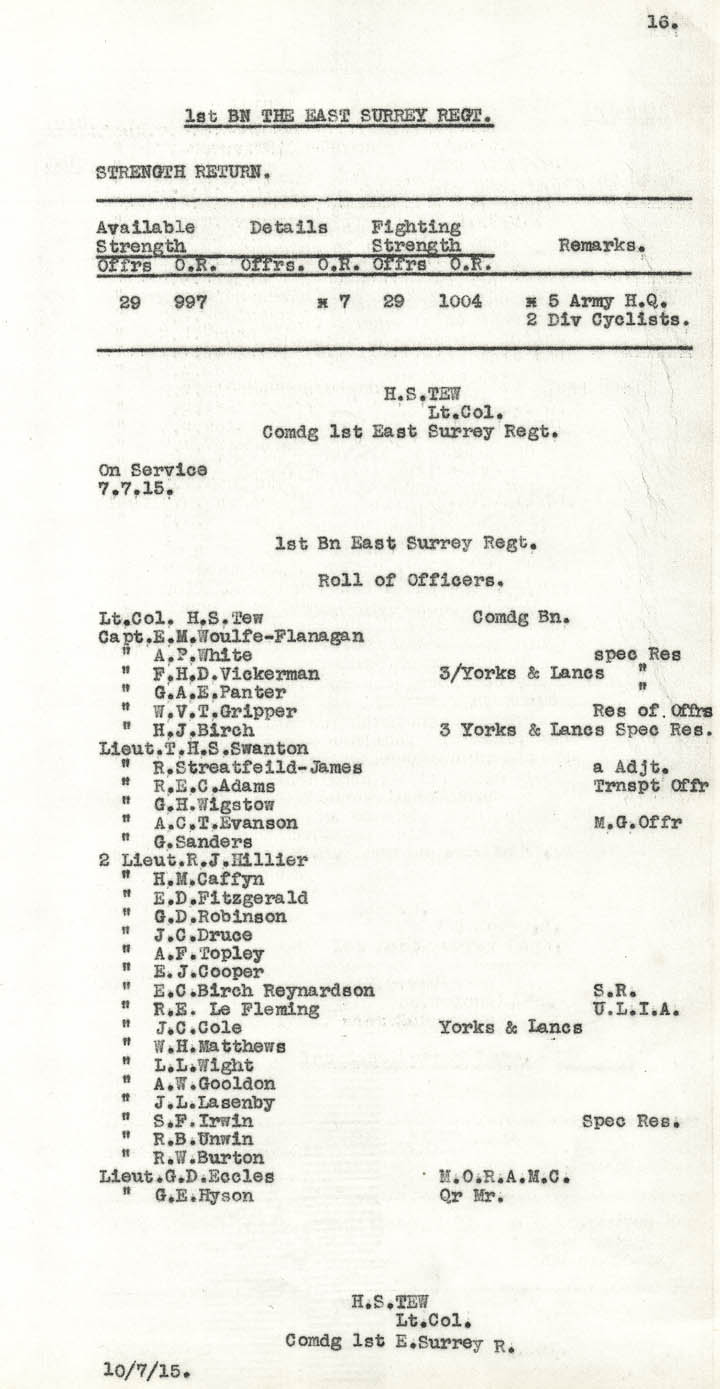 16.
1st BN THE EAST SURREY REGT.
STRENGTH RETURN.
Available Details Fighting
Strength Strength Remarks.
Offrs O.R. Offrs. O.R. Offrs O.R.
29 997 * 7 29 1004 * 5 Army H.Q.
2 Div Cyclists.
H.S.TEW
Lt.Col.
Comdg 1st East Surrey Regt.
On Service
7.7.15.
1st Bn East Surrey Regt.
Roll of Officers.
Lt.Col. H.S.Tew Comdg Bn.
Capt.E.M.Woulfe-Flanagan
" A.P.White spec Res
" F.H.D.Vickerman 3/Yorks & Lancs "
" G.A.E.Panter "
" W.V.T.Gripper Res of Offrs
" H.J.Birch 3 Yorks & Lancs Spec Res.
Lieut.T.H.S.Swanton
" R.Streatfeild-James a Adjt.
" R.E.C.Adams Trnspt Offr
" G.H.Wigstow
" A.C.T.Evanson M.G.Offr
" G.Sanders
2 Lieut.R.J.Hillier
" H.M.Caffyn
" E.D.Fitzgerald
" G.D.Robinson
" J.C.Druce
" A.F.Topley
" E.J.Cooper
" E.C.Birch Reynardson S.R.
" R.E. Le Fleming U.L.I.A.
" J.C.Cole Yorks & Lancs
" W.H.Matthews
" L.L.Wight
" A.W.Gooldon
" J.L.Lasenby
" S.F.Irwin Spec Res.
" R.B.Unwin
" R.W.Burton
Lieut.G.D.Eccles M.O.R.A.M.C.
" G.E.Hyson Qr Mr.
H.S.TEW
Lt.Col.
Comdg 1st E.Surrey R.
10/7/15.